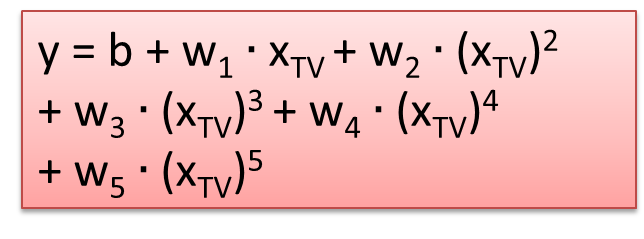 y = b + w₁ · x_TV + w₂ · (x_TV)²
+ w₃ · (x_TV)³ + w₄ · (x_TV)⁴
+ w₅ · (x_TV)⁵